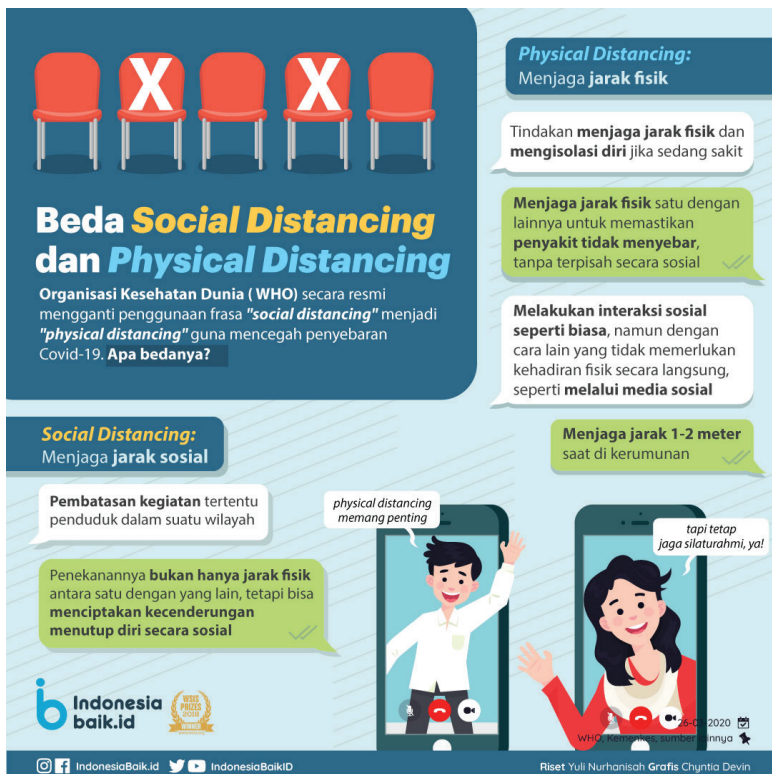 X X
Beda Social Distancing
dan Physical Distancing
Organisasi Kesehatan Dunia ( WHO) secara resmi
mengganti penggunaan frasa "social distancing" menjadi
"physical distancing" guna mencegah penyebaran
Covid-19. Apa bedanya?
Social Distancing:
Menjaga jarak sosial
Pembatasan kegiatan tertentu
penduduk dalam suatu wilayah
Penekanannya bukan hanya jarak fisik
antara satu dengan yang lain, tetapi bisa
menciptakan kecenderungan
menutup diri secara sosial
Physical Distancing:
Menjaga jarak fisik
Tindakan menjaga jarak fisik dan
mengisolasi diri jika sedang sakit
Menjaga jarak fisik satu dengan
lainnya untuk memastikan
penyakit tidak menyebar,
tanpa terpisah secara sosial
Melakukan interaksi sosial
seperti biasa, namun dengan
cara lain yang tidak memerlukan
kehadiran fisik secara langsung,
seperti melalui media sosial
Menjaga jarak 1-2 meter
saat di kerumunan
physical distancing
memang penting
tapi tetap
jaga silaturahmi, ya!
Indonesia
baik.id
WSIS
PRIZES
2019
WINNER
2020
WHO, Kemenkes, sumber lainnya
IndonesiaBaik.id IndonesiaBaikID
Riset Yuli Nurhanisah Grafis Chyntia Devin